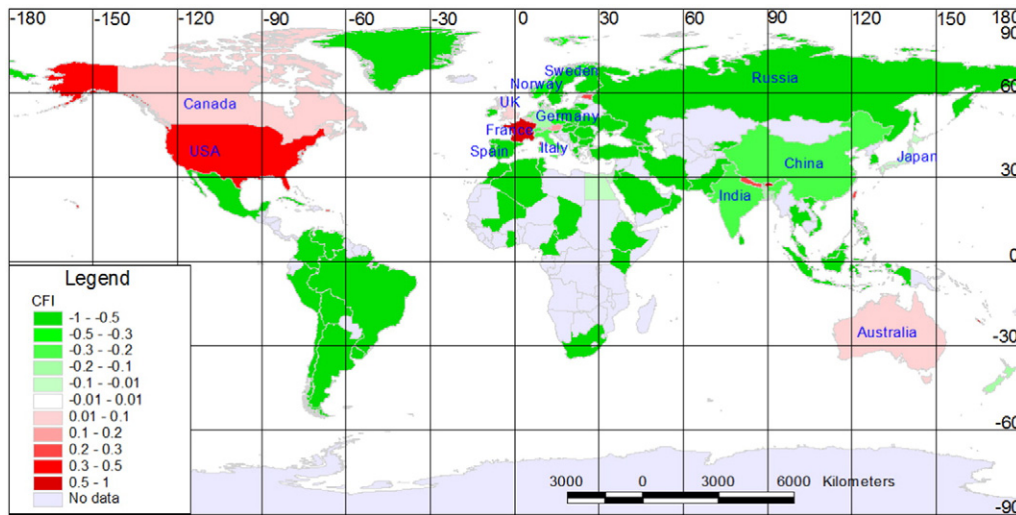 -180 -150 -120 -90 -60 -30 0 30 60 90 120 150 180
90
Sweden
Norway
Russia
60
Canada
UK
Germany
France
USA
Italy
Spain
China
Japan
30
India
0
Legend
CFI
-1 - -0.5
-0.5 - -0.3
-0.3 - -0.2
-0.2 - -0.1
-0.1 - -0.01
-0.01 - 0.01
0.01 - 0.1
0.1 - 0.2
0.2 - 0.3
0.3 - 0.5
0.5 - 1
No data
Australia
-30
-60
3000 0 3000 6000 Kilometers
-90